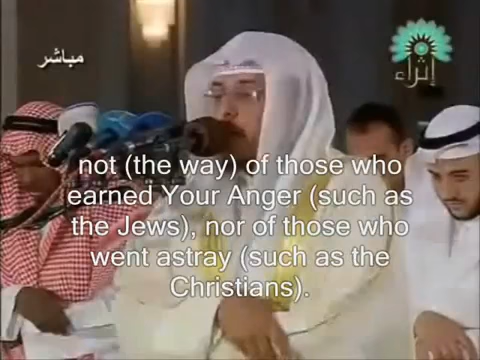 مباشر
إثراء
not (the way) of those who
earned Your Anger (such as
the Jews), nor of those who
went astray (such as the
Christians).